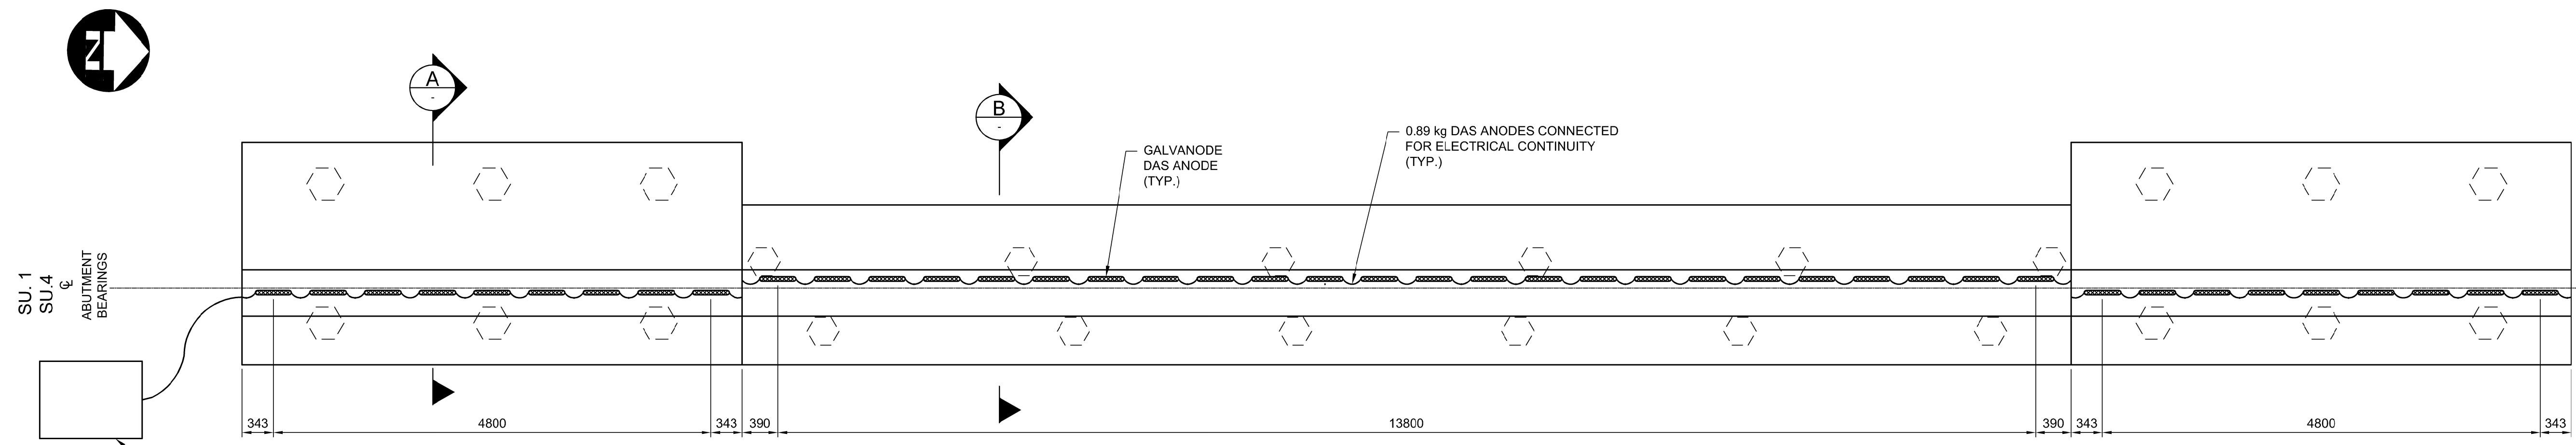 N
A
-
B
-
GALVANODE
DAS ANODE
(TYP.)
0.89 kg DAS ANODES CONNECTED
FOR ELECTRICAL CONTINUITY
(TYP.)
SU. 1
SU.4
℄
ABUTMENT
BEARINGS
343
4800
343
390
13800
390
343
4800
343